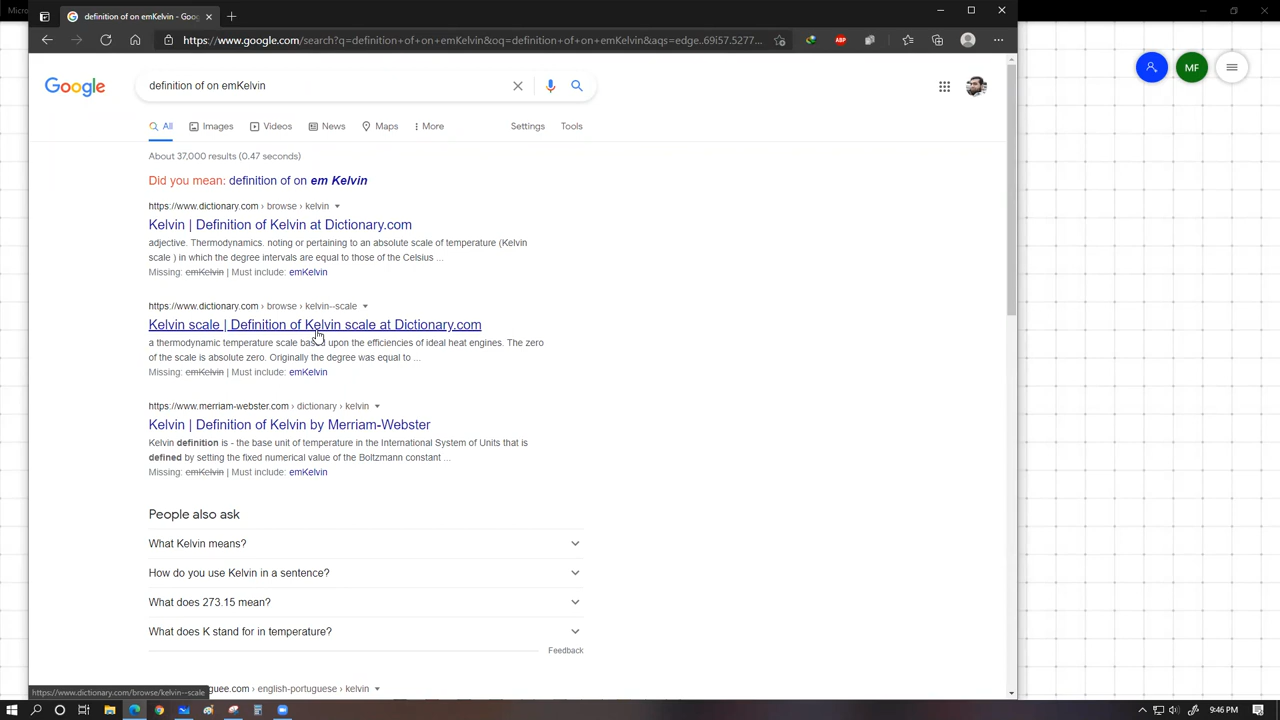 Micros
definition of on emKelvin - Goog
https://www.google.com/search?q=definition+of+on+emKelvin&oq=definition+of+on+emKelvin&aqs=edge..69i57.5277...
ABP
Google
definition of on emKelvin
MF
All Images Videos News Maps More Settings Tools
About 37,000 results (0.47 seconds)
Did you mean: definition of on em Kelvin
https://www.dictionary.com › browse › kelvin
Kelvin | Definition of Kelvin at Dictionary.com
adjective. Thermodynamics. noting or pertaining to an absolute scale of temperature (Kelvin
scale ) in which the degree intervals are equal to those of the Celsius ...
Missing: emKelvin | Must include: emKelvin
https://www.dictionary.com › browse › kelvin--scale
Kelvin scale | Definition of Kelvin scale at Dictionary.com
a thermodynamic temperature scale based upon the efficiencies of ideal heat engines. The zero
of the scale is absolute zero. Originally the degree was equal to ...
Missing: emKelvin | Must include: emKelvin
https://www.merriam-webster.com › dictionary › kelvin
Kelvin | Definition of Kelvin by Merriam-Webster
Kelvin definition is - the base unit of temperature in the International System of Units that is
defined by setting the fixed numerical value of the Boltzmann constant ...
Missing: emKelvin | Must include: emKelvin
People also ask
What Kelvin means?
How do you use Kelvin in a sentence?
What does 273.15 mean?
What does K stand for in temperature?
Feedback
guee.com › english-portuguese › kelvin
https://www.dictionary.com/browse/kelvin--scale
9:46 PM